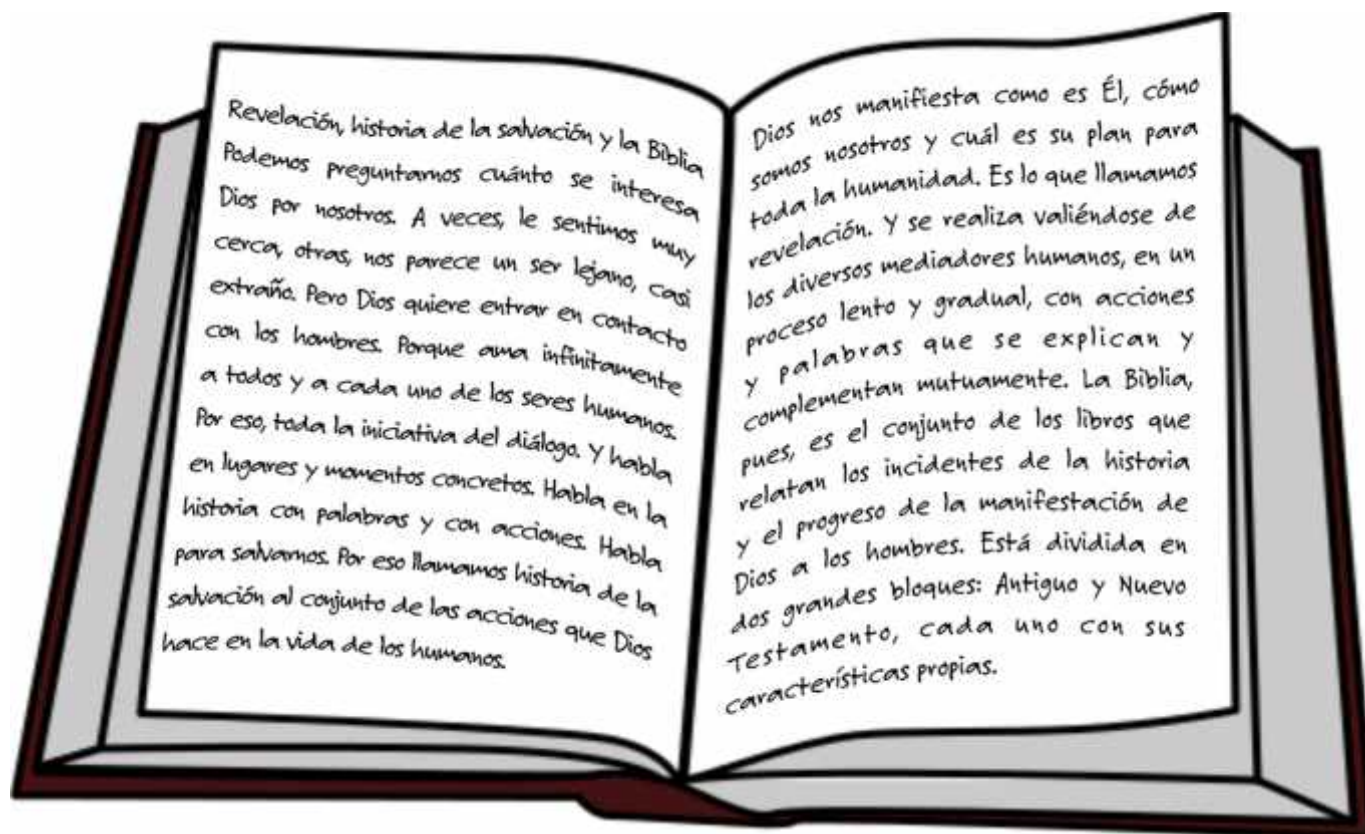 Revelación, historia de la salvación y la Biblia
Podemos preguntarnos cuánto se interesa
Dios por nosotros. A veces, le sentimos muy
cerca, otras, nos parece un ser lejano, casi
extraño. Pero Dios quiere entrar en contacto
con los hombres. Porque ama infinitamente
a todos y a cada uno de los seres humanos.
Por eso, toda la iniciativa del diálogo. Y habla
en lugares y momentos concretos. Habla en la
historia con palabras y con acciones. Habla
para salvarnos. Por eso llamamos historia de la
salvación al conjunto de las acciones que Dios
hace en la vida de los humanos.
Dios nos manifiesta como es Él, cómo
somos nosotros y cuál es su plan para
toda la humanidad. Es lo que llamamos
revelación. Y se realiza valiéndose de
los diversos mediadores humanos, en un
proceso lento y gradual, con acciones
y palabras que se explican y
complementan mutuamente. La Biblia,
pues, es el conjunto de los libros que
relatan los incidentes de la historia
y el progreso de la manifestación de
Dios a los hombres. Está dividida en
dos grandes bloques: Antiguo y Nuevo
Testamento, cada uno con sus
características propias.